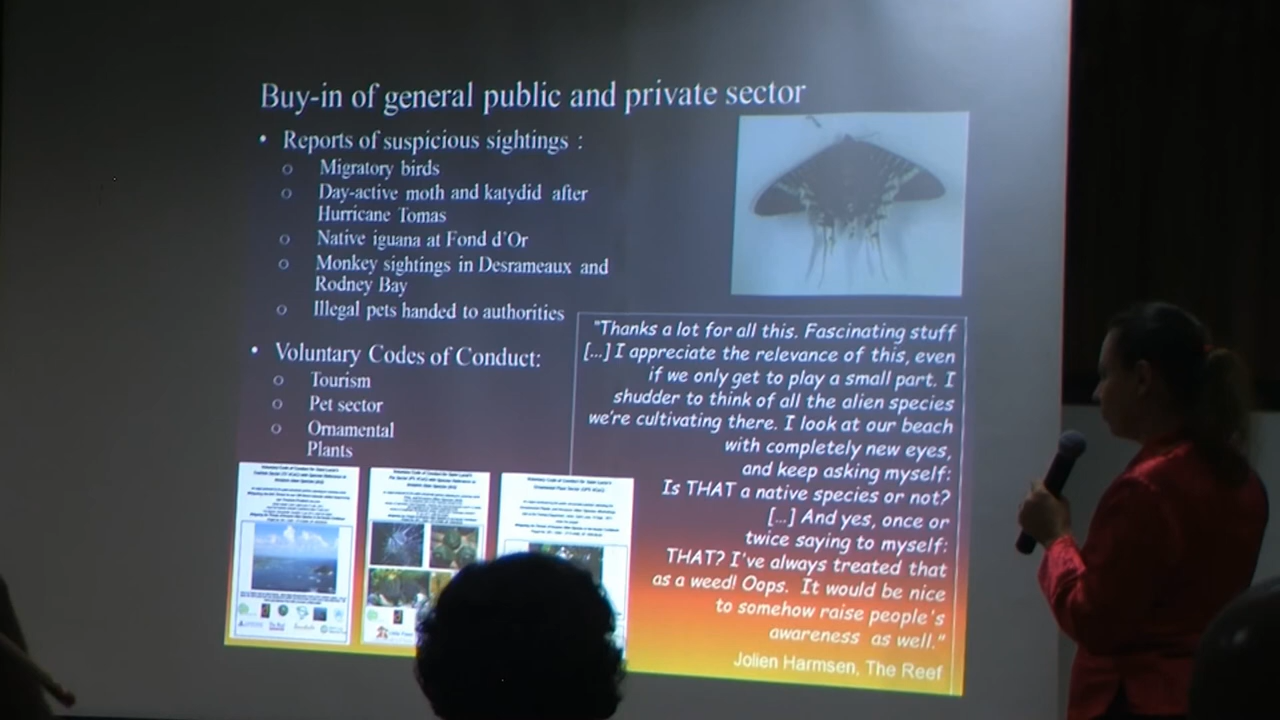 Buy-in of general public and private sector
• Reports of suspicious sightings :
o Migratory birds
o Day-active moth and katydid after
Hurricane Tomas
o Native iguana at Fond d'Or
o Monkey sightings in Desrameaux and
Rodney Bay
o Illegal pets handed to authorities
• Voluntary Codes of Conduct:
o Tourism
o Pet sector
o Ornamental
Plants
"Thanks a lot for all this. Fascinating stuff
[...] I appreciate the relevance of this, even
if we only get to play a small part. I
shudder to think of all the alien species
we're cultivating there. I look at our beach
with completely new eyes,
and keep asking myself:
Is THAT a native species or not?
[...] And yes, once or
twice saying to myself:
THAT? I've always treated that
as a weed! Oops. It would be nice
to somehow raise people's
awareness as well."
Jolien Harmsen, The Reef